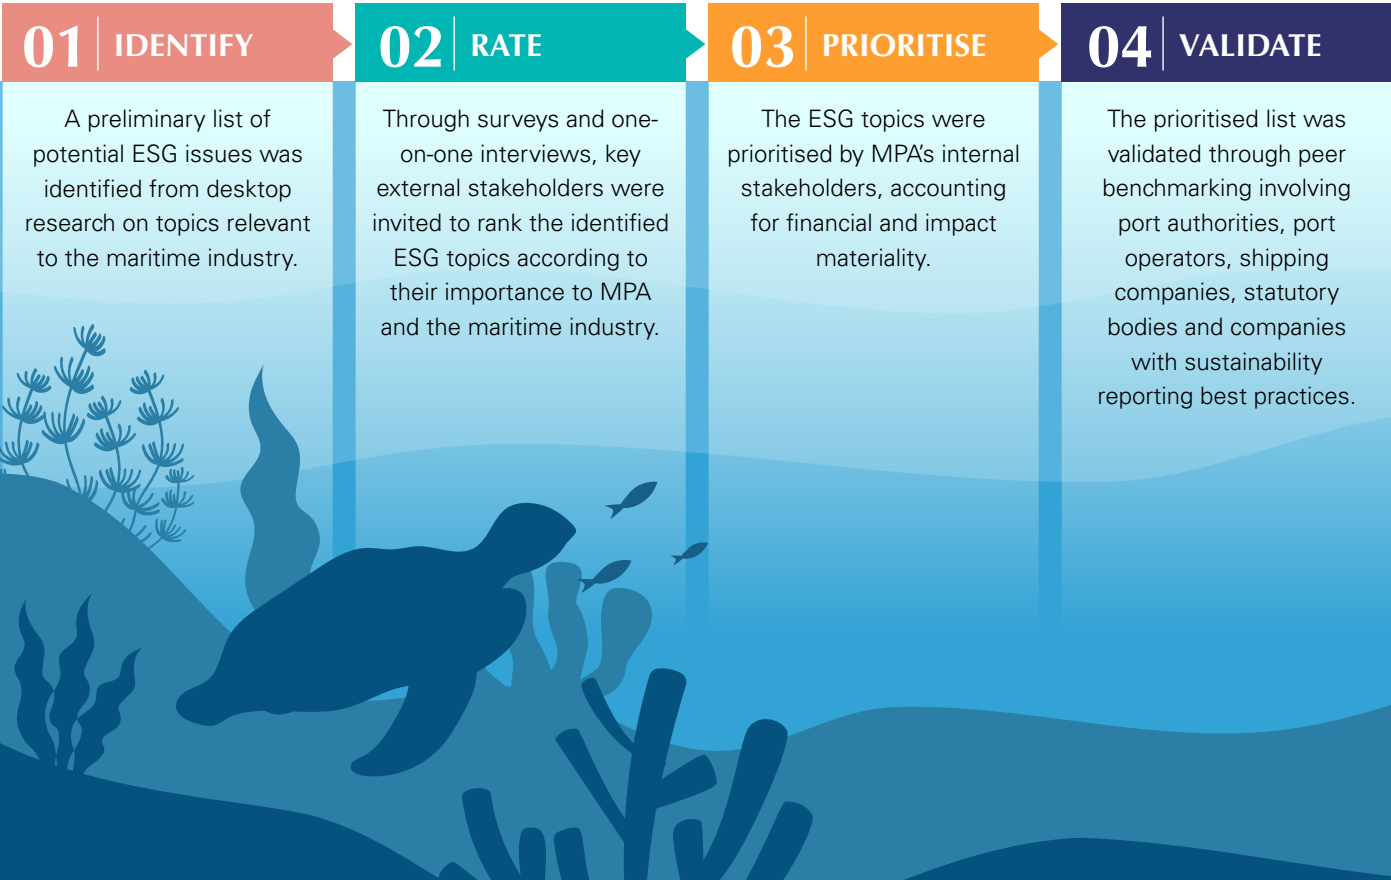 01 IDENTIFY
A preliminary list of
potential ESG issues was
identified from desktop
research on topics relevant
to the maritime industry.
02 RATE
Through surveys and one-
on-one interviews, key
external stakeholders were
invited to rank the identified
ESG topics according to
their importance to MPA
and the maritime industry.
03 PRIORITISE
The ESG topics were
prioritised by MPA’s internal
stakeholders, accounting
for financial and impact
materiality.
04 VALIDATE
The prioritised list was
validated through peer
benchmarking involving
port authorities, port
operators, shipping
companies, statutory
bodies and companies
with sustainability
reporting best practices.